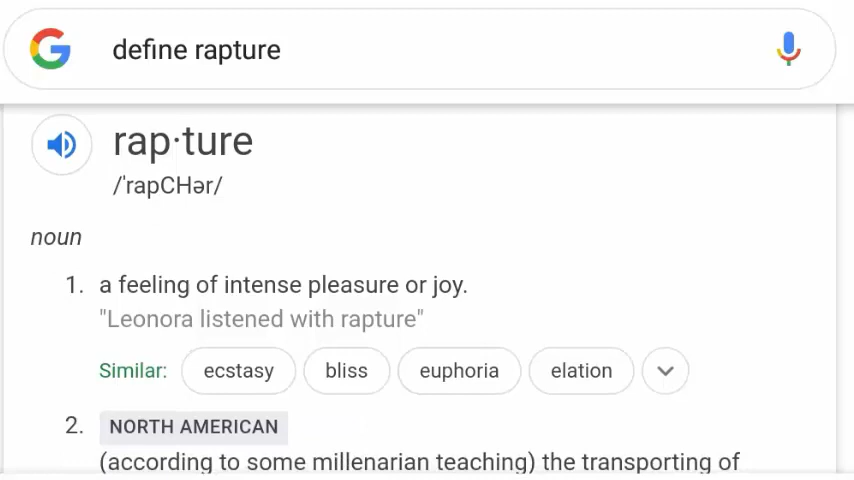 define rapture
rap·ture
/ˈrapCHər/
noun
1. a feeling of intense pleasure or joy.
"Leonora listened with rapture"
Similar: ecstasy bliss euphoria elation
2. NORTH AMERICAN
(according to some millenarian teaching) the transporting of